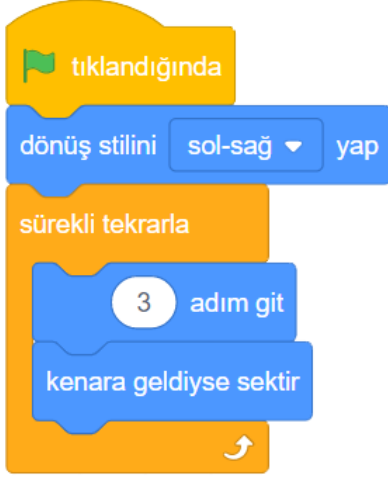 tıklandığında
dönüş stilini sol-sağ yap
sürekli tekrarla
3 adım git
kenara geldiyse sektir